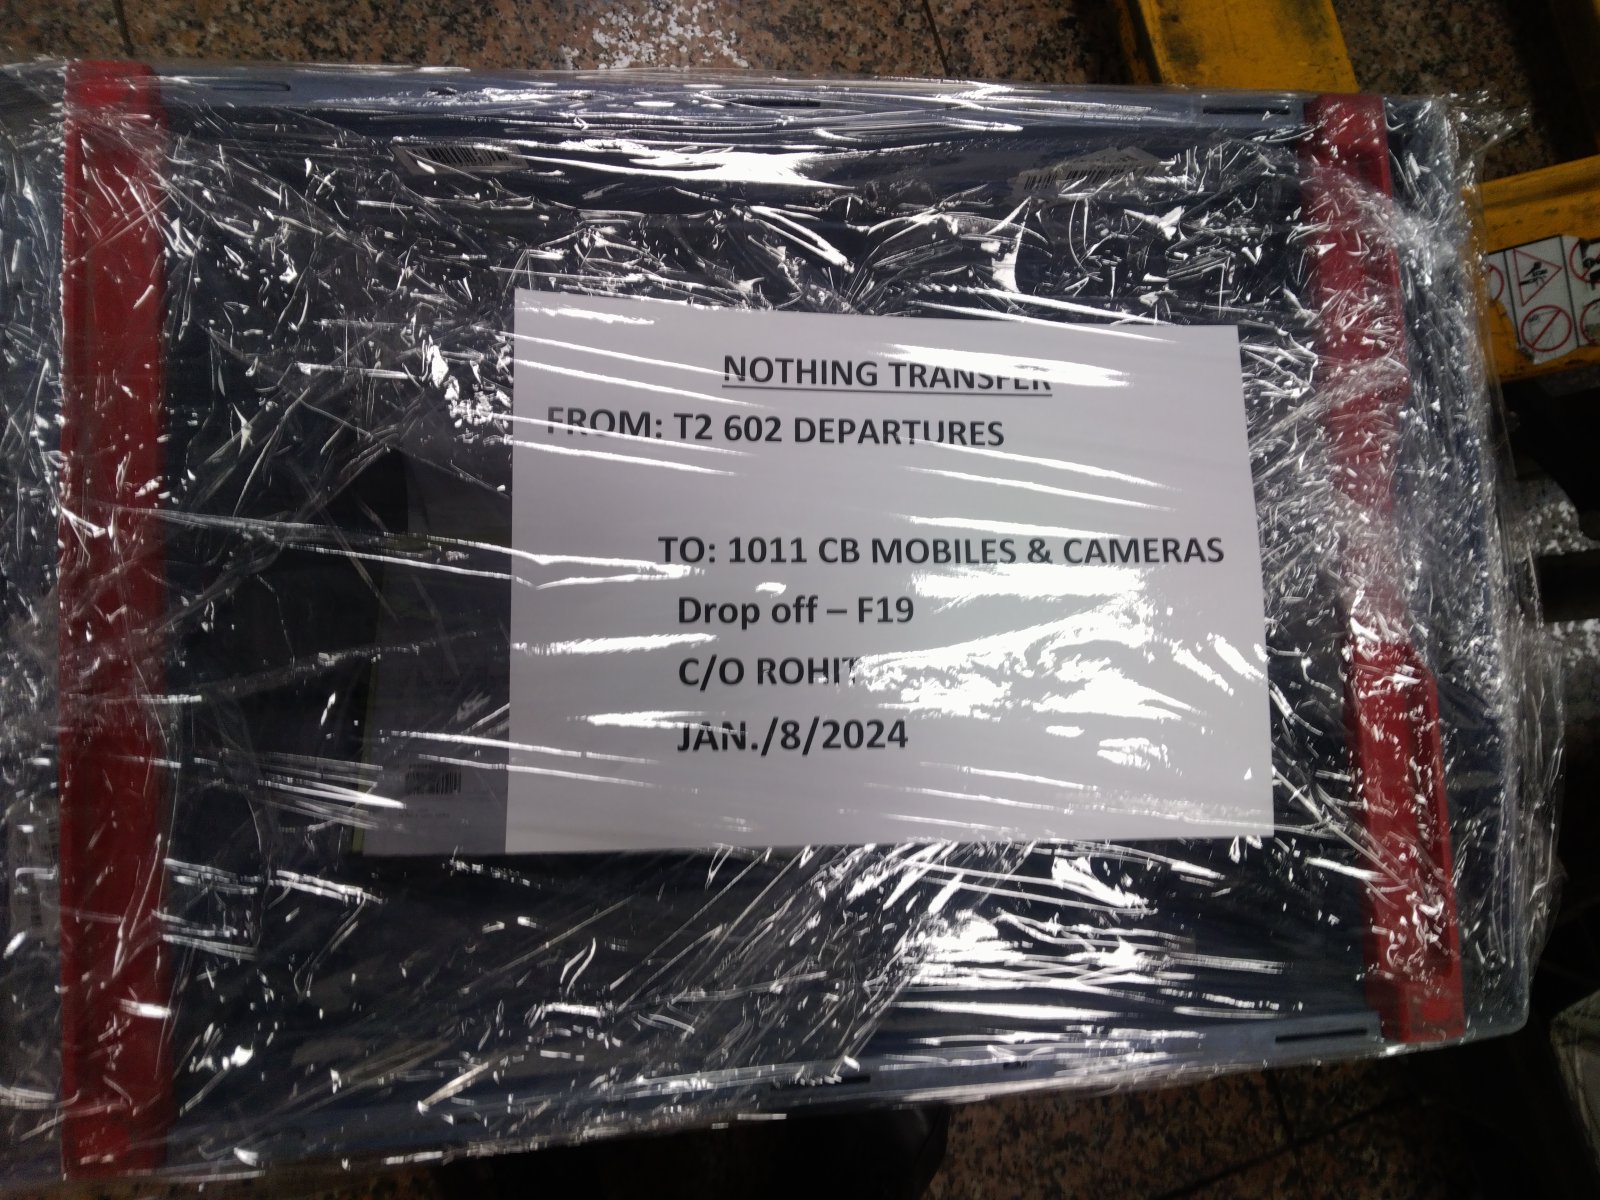 NOTHING TRANSFER
FROM: T2 602 DEPARTURES
TO: 1011 CB MOBILES & CAMERAS
Drop off – F19
C/O ROHIT
JAN./8/2024